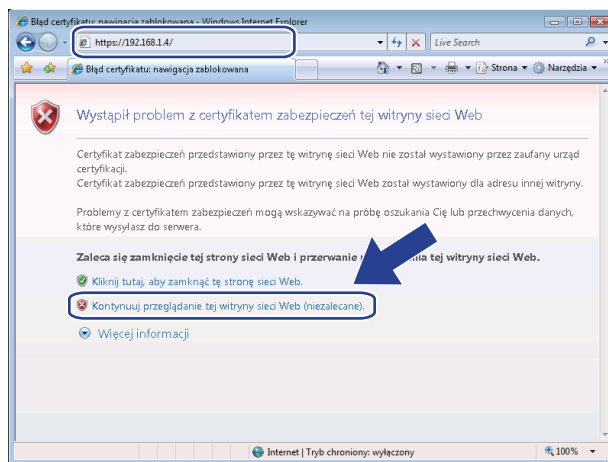 Błąd certyfikatu: nawigacja zablokowana - Windows Internet Explorer
https://192.168.1.4/
Live Search
Błąd certyfikatu: nawigacja zablokowana
Strona
Narzędzia
Wystąpił problem z certyfikatem zabezpieczeń tej witryny sieci Web
Certyfikat zabezpieczeń przedstawiony przez tę witrynę sieci Web nie został wystawiony przez zaufany urząd
certyfikacji.
Certyfikat zabezpieczeń przedstawiony przez tę witrynę sieci Web został wystawiony dla adresu innej witryny.
Problemy z certyfikatem zabezpieczeń mogą wskazywać na próbę oszukania Cię lub przechwycenia danych,
które wysyłasz do serwera.
Zaleca się zamknięcie tej strony sieci Web i przerwanie tej witryny sieci Web.
Kliknij tutaj, aby zamknąć tę stronę sieci Web.
Kontynuuj przeglądanie tej witryny sieci Web (niezalecane).
Więcej informacji
Internet | Tryb chroniony: wyłączony
100%